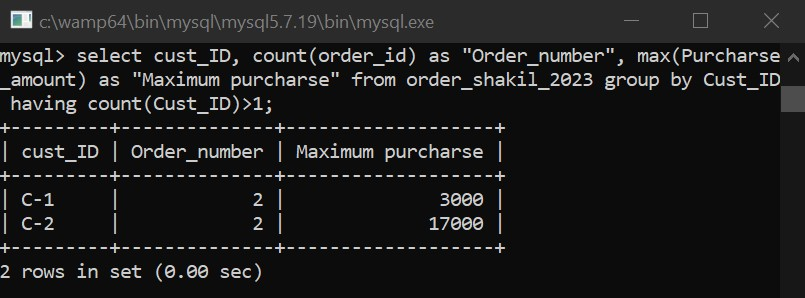 c:\wamp64\bin\mysql\mysql5.7.19\bin\mysql.exe
mysql> select cust_ID, count(order_id) as "Order_number", max(Purcharse
_amount) as "Maximum purcharse" from order_shakil_2023 group by Cust_ID
 having count(Cust_ID)>1;
+---------+--------------+-------------------+
| cust_ID | Order_number | Maximum purcharse |
+---------+--------------+-------------------+
| C-1     |            2 |              3000 |
| C-2     |            2 |             17000 |
+---------+--------------+-------------------+
2 rows in set (0.00 sec)